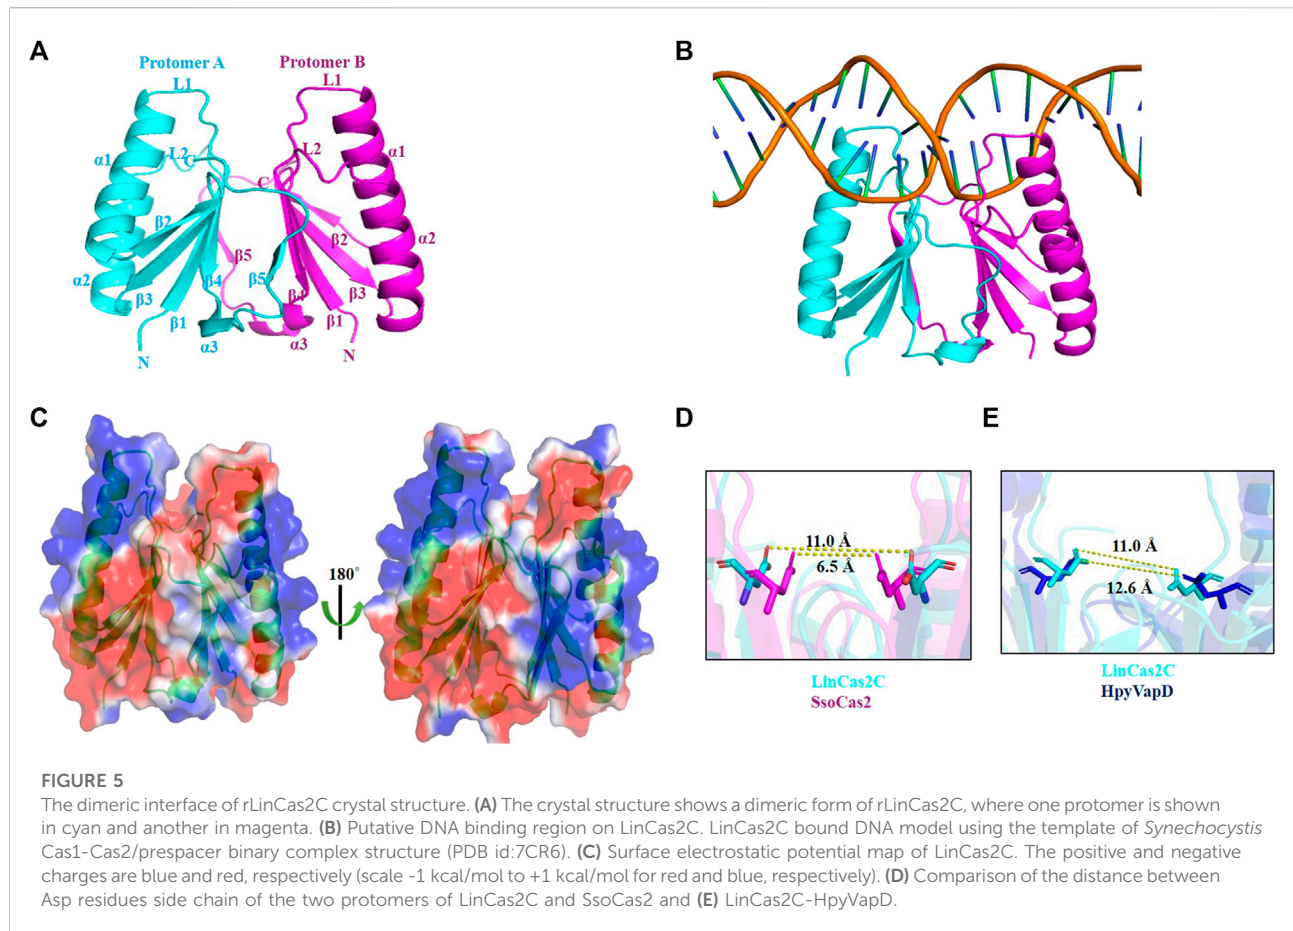 A
Protomer A
Protomer B
L1
L1
α1
L2
C
L2
α1
C
β2
β2
α2
β5
α2
β4
β5
β4
β3
β3
β1
β1
α3
α3
N
N
B
C
180°
D
11.0 Å
6.5 Å
LinCas2C
SsoCas2
E
11.0 Å
12.6 Å
LinCas2C
HpyVapD
FIGURE 5
The dimeric interface of rLinCas2C crystal structure. (A) The crystal structure shows a dimeric form of rLinCas2C, where one protomer is shown
in cyan and another in magenta. (B) Putative DNA binding region on LinCas2C. LinCas2C bound DNA model using the template of Synechocystis
Cas1-Cas2/prespacer binary complex structure (PDB id:7CR6). (C) Surface electrostatic potential map of LinCas2C. The positive and negative
charges are blue and red, respectively (scale -1 kcal/mol to +1 kcal/mol for red and blue, respectively). (D) Comparison of the distance between
Asp residues side chain of the two protomers of LinCas2C and SsoCas2 and (E) LinCas2C-HpyVapD.